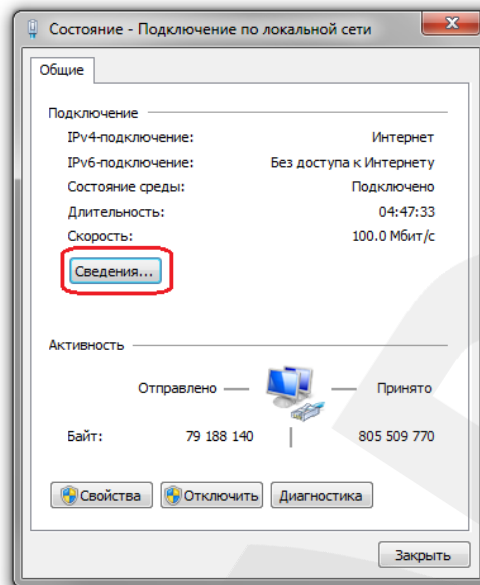 Состояние - Подключение по локальной сети
Общие
Подключение
IPv4-подключение: Интернет
IPv6-подключение: Без доступа к Интернету
Состояние среды: Подключено
Длительность: 04:47:33
Скорость: 100.0 Мбит/с
Сведения...
Активность
Отправлено Принято
Байт: 79 188 140 805 509 770
Свойства Отключить Диагностика
Закрыть